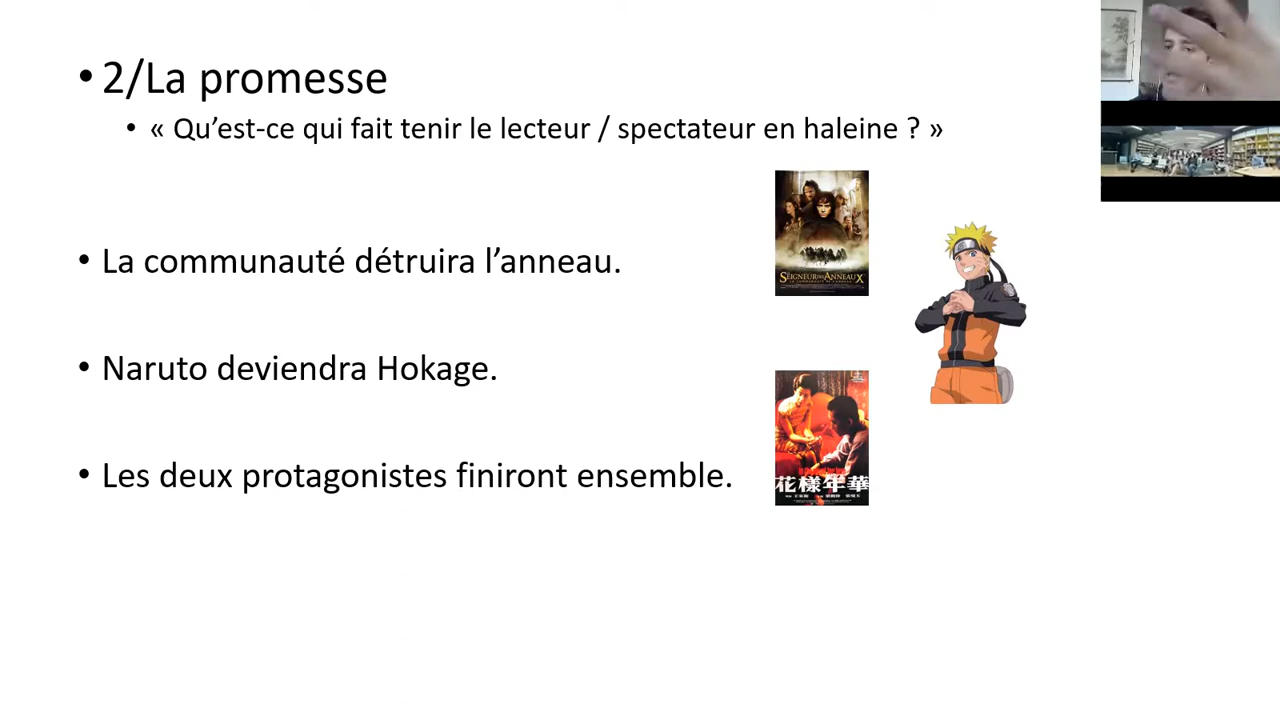 • 2/La promesse
• « Qu’est-ce qui fait tenir le lecteur / spectateur en haleine ? »
• La communauté détruira l’anneau.
SEIGNEUR DES ANNEAUX
• Naruto deviendra Hokage.
• Les deux protagonistes finiront ensemble.
花樣年華